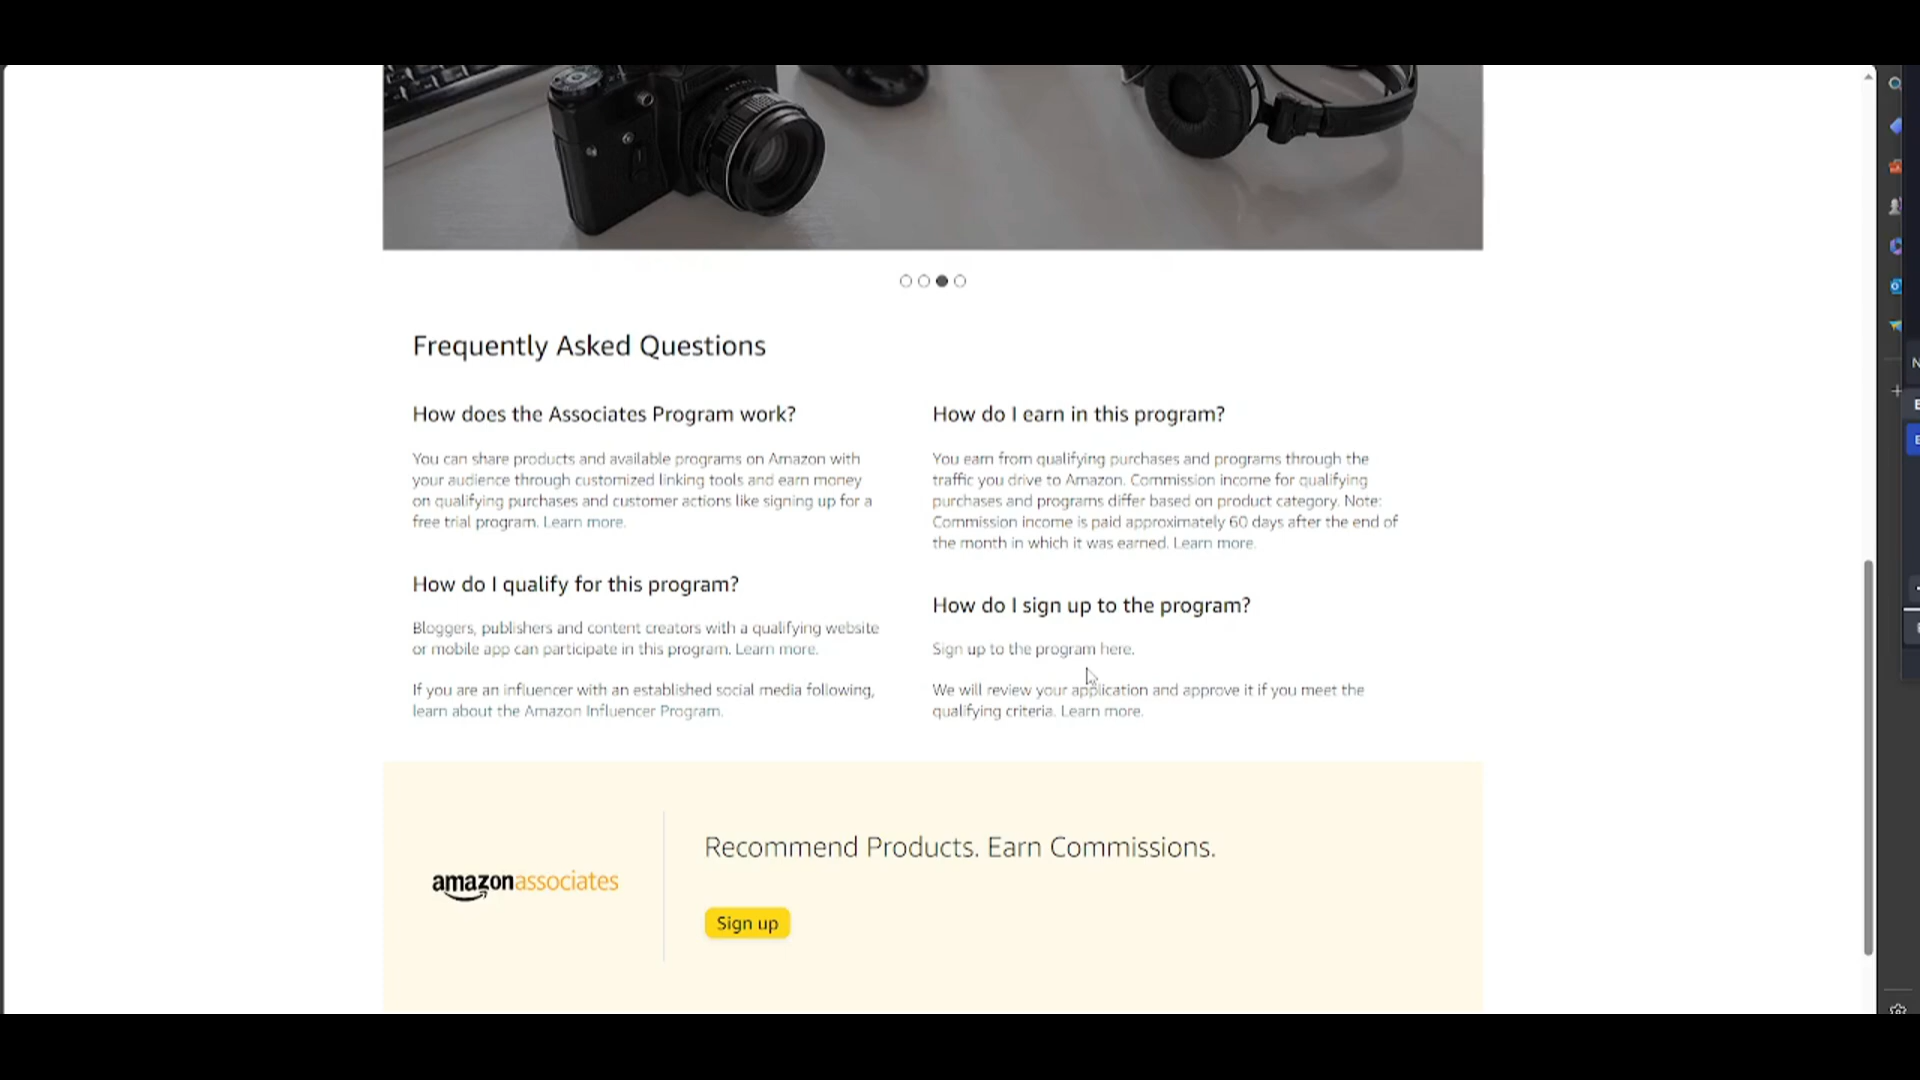 Frequently Asked Questions
How does the Associates Program work?
You can share products and available programs on Amazon with
your audience through customized linking tools and earn money
on qualifying purchases and customer actions like signing up for a
free trial program. Learn more.
How do I qualify for this program?
Bloggers, publishers and content creators with a qualifying website
or mobile app can participate in this program. Learn more.
If you are an influencer with an established social media following,
learn about the Amazon Influencer Program.
How do I earn in this program?
You earn from qualifying purchases and programs through the
traffic you drive to Amazon. Commission income for qualifying
purchases and programs differ based on product category. Note:
Commission income is paid approximately 60 days after the end of
the month in which it was earned. Learn more.
How do I sign up to the program?
Sign up to the program here.
We will review your application and approve it if you meet the
qualifying criteria. Learn more.
amazonassociates
Recommend Products. Earn Commissions.
Sign up